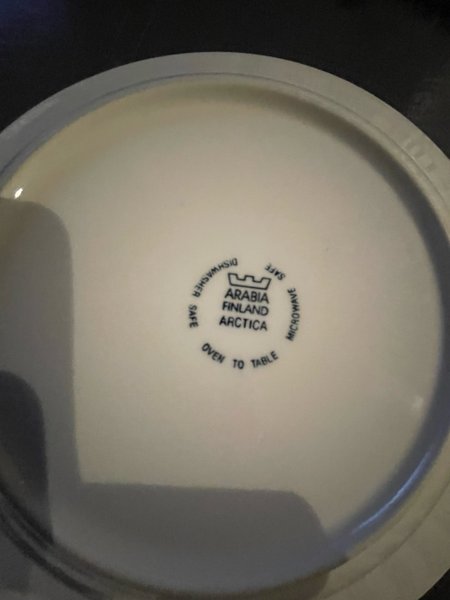 ARABIA
FINLAND
ARCTICA
DISHWASHER SAFE
OVEN TO TABLE
MICROWAVE SAFE